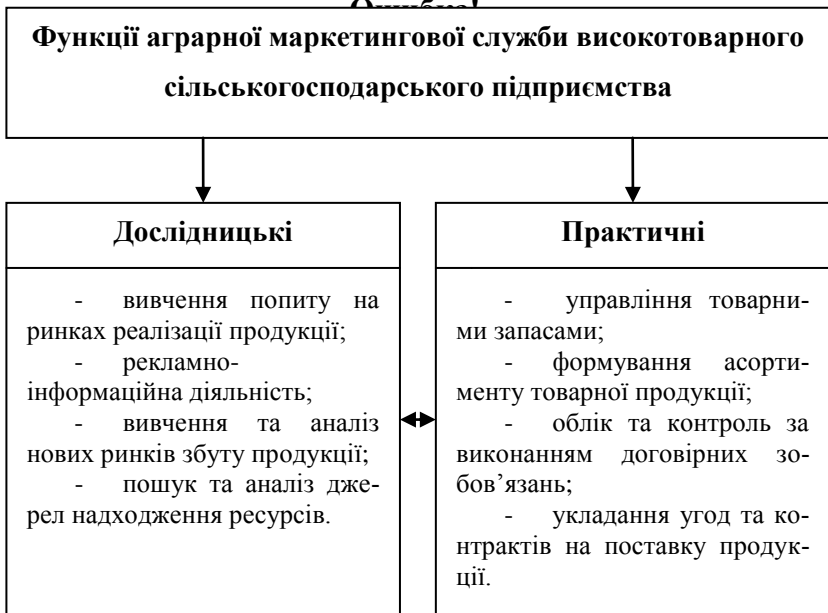 Ошибка!
Функції аграрної маркетингової служби високотоварного
сільськогосподарського підприємства
Дослідницькі
- вивчення попиту на
ринках реалізації продукції;
- рекламно-
інформаційна діяльність;
- вивчення та аналіз
нових ринків збуту продукції;
- пошук та аналіз дже-
рел надходження ресурсів.
Практичні
- управління товарни-
ми запасами;
- формування асорти-
менту товарної продукції;
- облік та контроль за
виконанням договірних зо-
бов’язань;
- укладання угод та ко-
нтрактів на поставку продук-
ції.